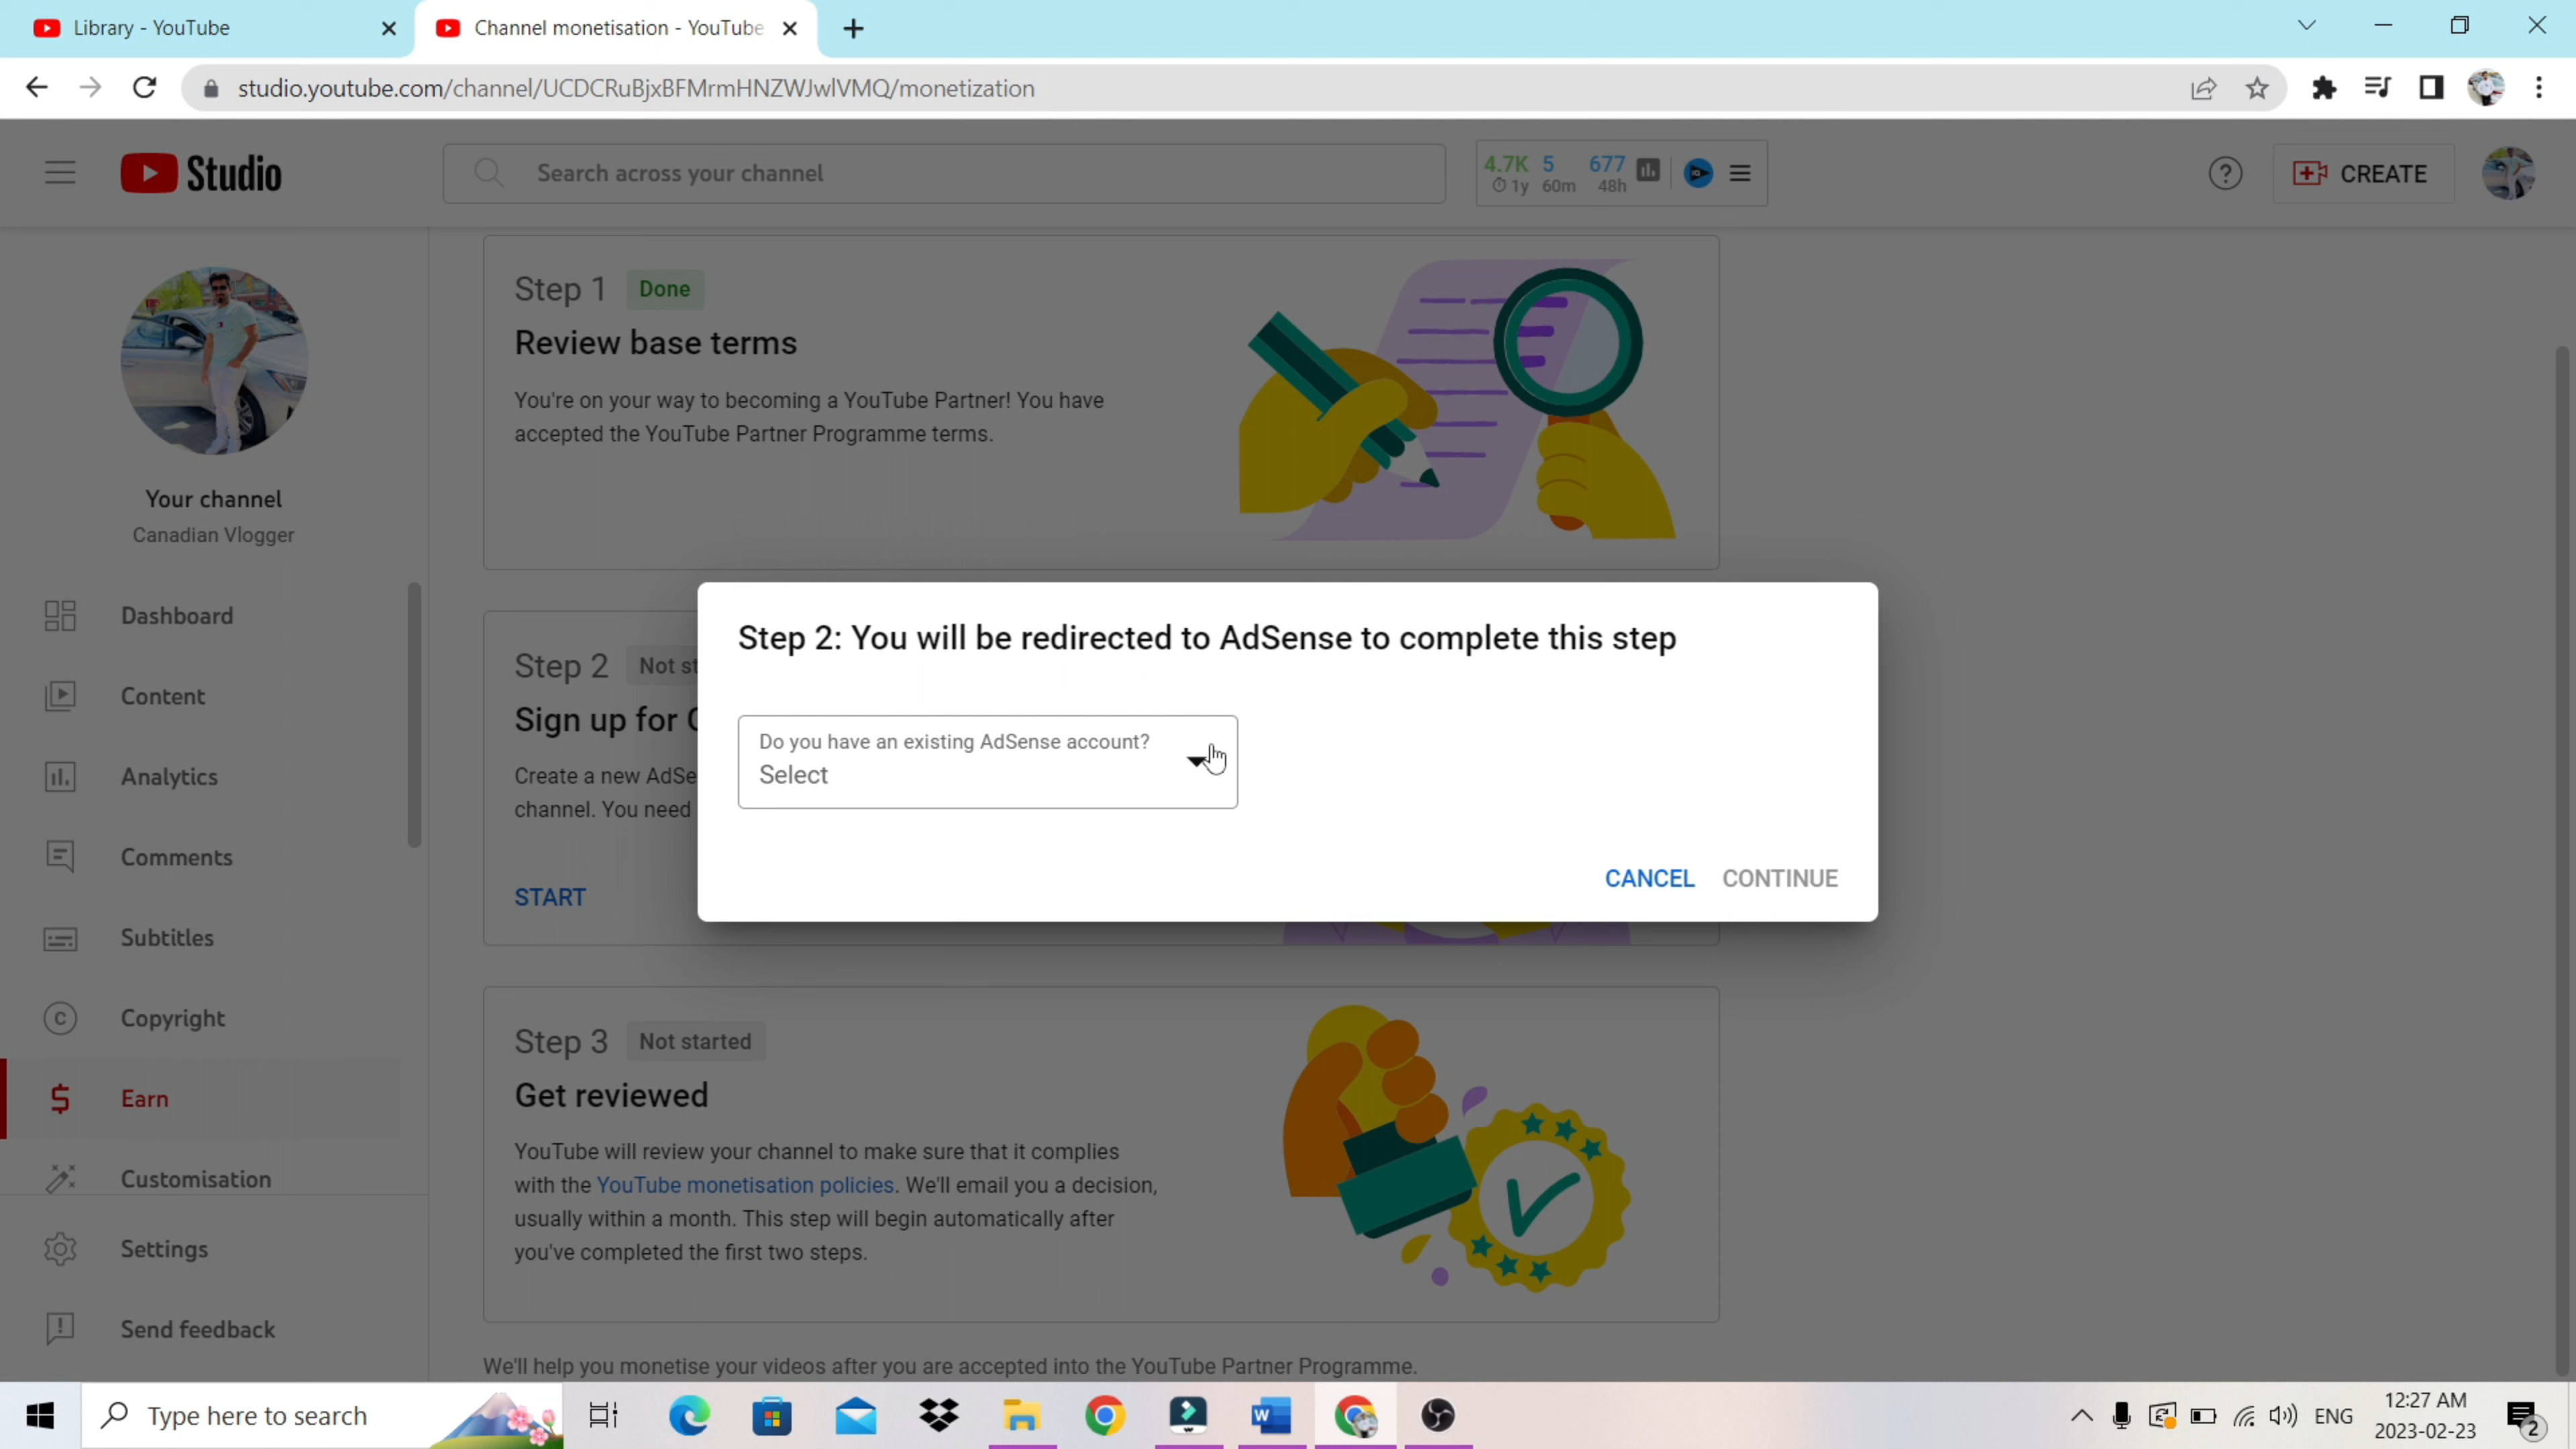 Library - YouTube
Channel monetisation - YouTube
studio.youtube.com/channel/UCDCRuBjxBFMrmHNZWJwlVMQ/monetization
Studio
Search across your channel
4.7K 5 677
1y 60m 48h
CREATE
Your channel
Canadian Vlogger
Dashboard
Content
Analytics
Comments
Subtitles
Copyright
Earn
Customisation
Settings
Send feedback
Step 1 Done
Review base terms
You're on your way to becoming a YouTube Partner! You have
accepted the YouTube Partner Programme terms.
Step 2 Not st
Sign up for
Create a new AdSe
channel. You need
START
Step 2: You will be redirected to AdSense to complete this step
Do you have an existing AdSense account?
Select
CANCEL CONTINUE
Step 3 Not started
Get reviewed
YouTube will review your channel to make sure that it complies
with the YouTube monetisation policies. We'll email you a decision,
usually within a month. This step will begin automatically after
you've completed the first two steps.
We'll help you monetise your videos after you are accepted into the YouTube Partner Programme.
Type here to search
ENG
12:27 AM
2023-02-23
2